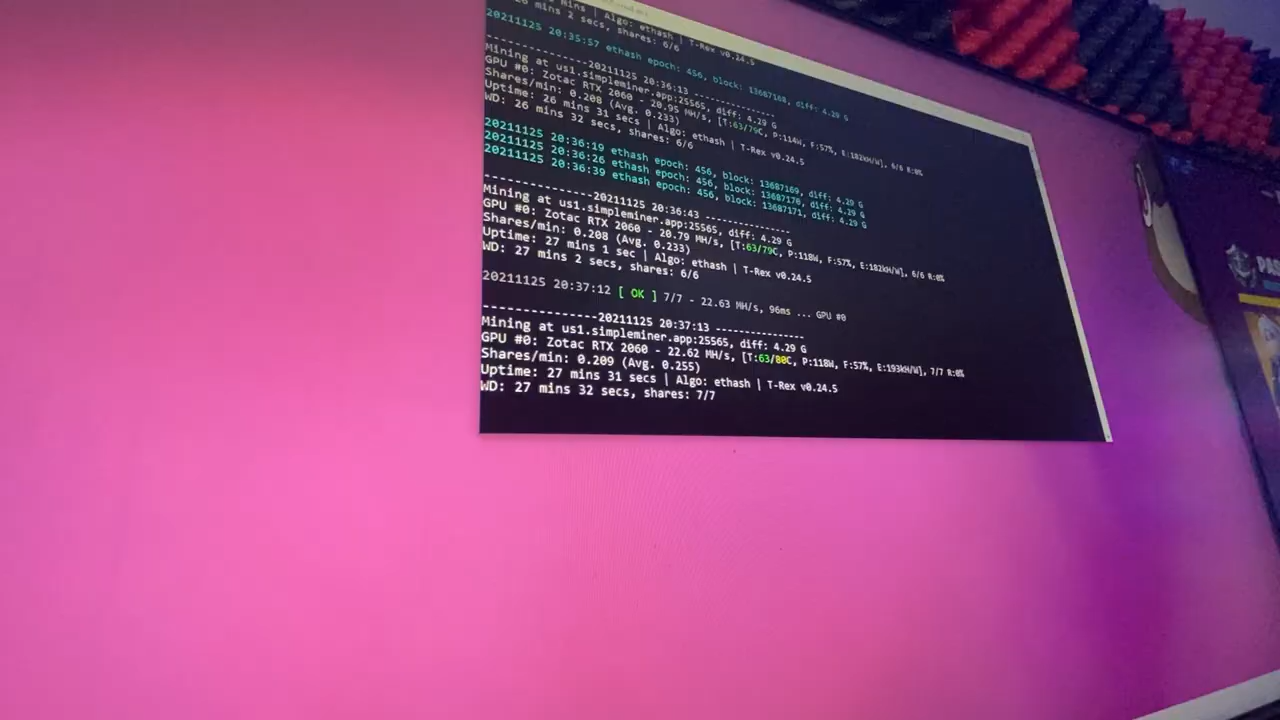 mins | Algo: ethash | T-Rex v0.24.5
mins 2 secs, shares: 6/6
20211125 20:35:57 ethash epoch: 456, block: 13687168, diff: 4.29 G
---------------20211125 20:36:13 ---------------
Mining at us1.simpleminer.app:25565, diff: 4.29 G
GPU #0: Zotac RTX 2060 - 20.95 MH/s, [T:63/79C, P:114W, F:57%, E:182kH/W], 6/6 R:0%
Shares/min: 0.208 (Avg. 0.233)
Uptime: 26 mins 31 secs | Algo: ethash | T-Rex v0.24.5
WD: 26 mins 32 secs, shares: 6/6
20211125 20:36:19 ethash epoch: 456, block: 13687169, diff: 4.29 G
20211125 20:36:26 ethash epoch: 456, block: 13687170, diff: 4.29 G
20211125 20:36:39 ethash epoch: 456, block: 13687171, diff: 4.29 G
---------------20211125 20:36:43 ---------------
Mining at us1.simpleminer.app:25565, diff: 4.29 G
GPU #0: Zotac RTX 2060 - 20.79 MH/s, [T:63/79C, P:118W, F:57%, E:182kH/W], 6/6 R:0%
Shares/min: 0.208 (Avg. 0.233)
Uptime: 27 mins 1 sec | Algo: ethash | T-Rex v0.24.5
WD: 27 mins 2 secs, shares: 6/6
20211125 20:37:12 [ OK ] 7/7 - 22.63 MH/s, 96ms ... GPU #0
---------------20211125 20:37:13 ---------------
Mining at us1.simpleminer.app:25565, diff: 4.29 G
GPU #0: Zotac RTX 2060 - 22.62 MH/s, [T:63/80C, P:118W, F:57%, E:193kH/W], 7/7 R:0%
Shares/min: 0.209 (Avg. 0.255)
Uptime: 27 mins 31 secs | Algo: ethash | T-Rex v0.24.5
WD: 27 mins 32 secs, shares: 7/7